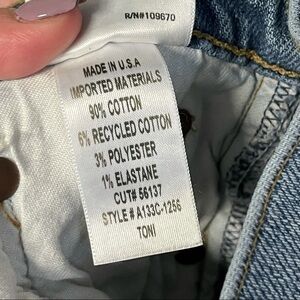 R/N#109670
MADE IN U.S.A
IMPORTED MATERIALS
90% COTTON
6% RECYCLED COTTON
3% POLYESTER
1% ELASTANE
CUT# 56137
STYLE # A133C-1256
TONI